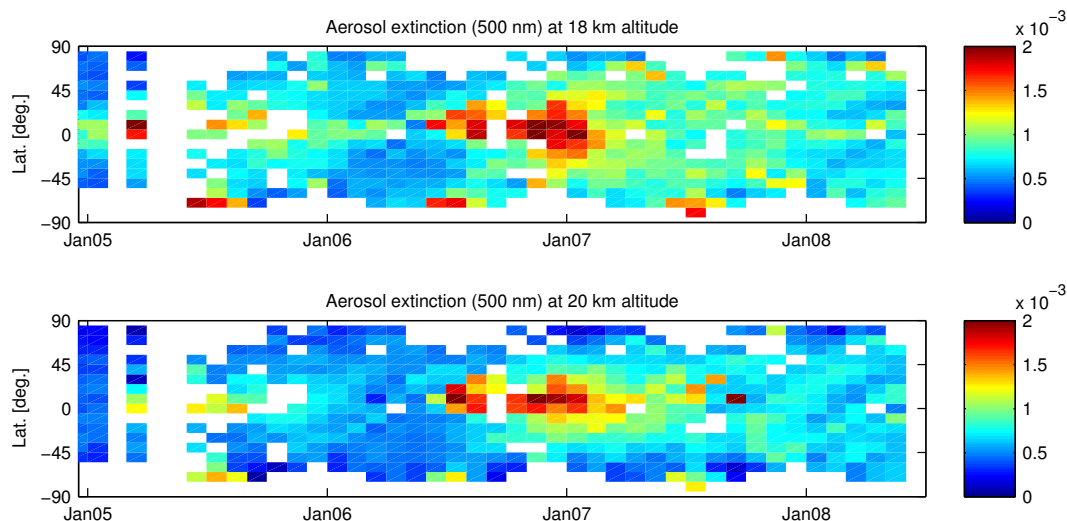 Aerosol extinction (500 nm) at 18 km altitude
x 10⁻³
Lat. [deg.]
90
45
0
−45
−90
Jan05 Jan06 Jan07 Jan08
2
1.5
1
0.5
0
Aerosol extinction (500 nm) at 20 km altitude
x 10⁻³
Lat. [deg.]
90
45
0
−45
−90
Jan05 Jan06 Jan07 Jan08
2
1.5
1
0.5
0